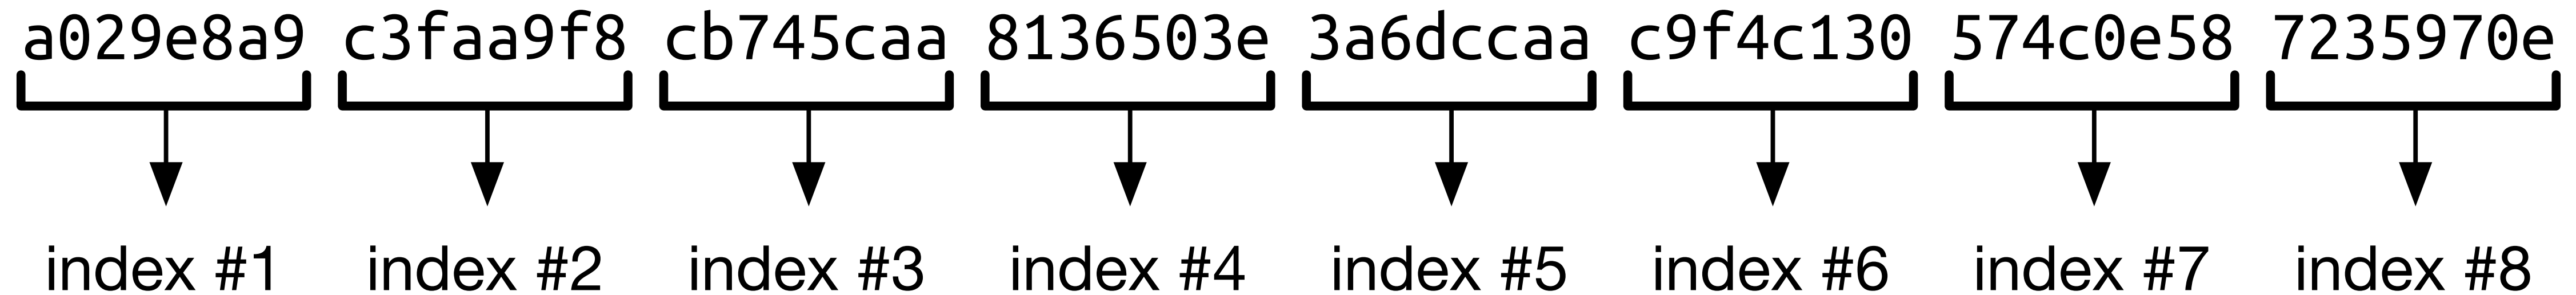 a029e8a9 c3faa9f8 cb745caa 8136503e 3a6dccaa c9f4c130 574c0e58 7235970e
index #1 index #2 index #3 index #4 index #5 index #6 index #7 index #8